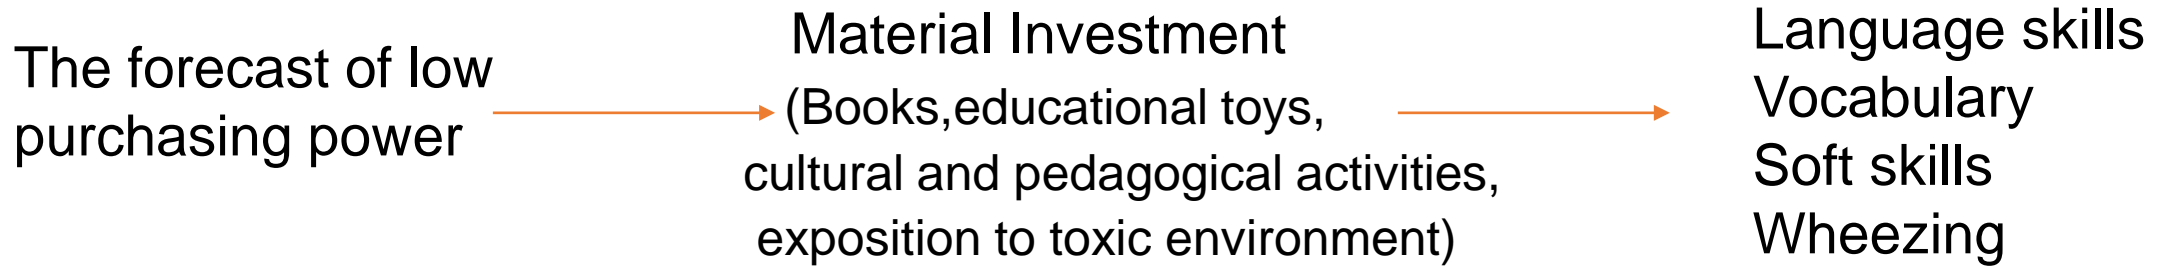 The forecast of low
purchasing power
Material Investment
(Books,educational toys,
cultural and pedagogical activities,
exposition to toxic environment)
Language skills
Vocabulary
Soft skills
Wheezing